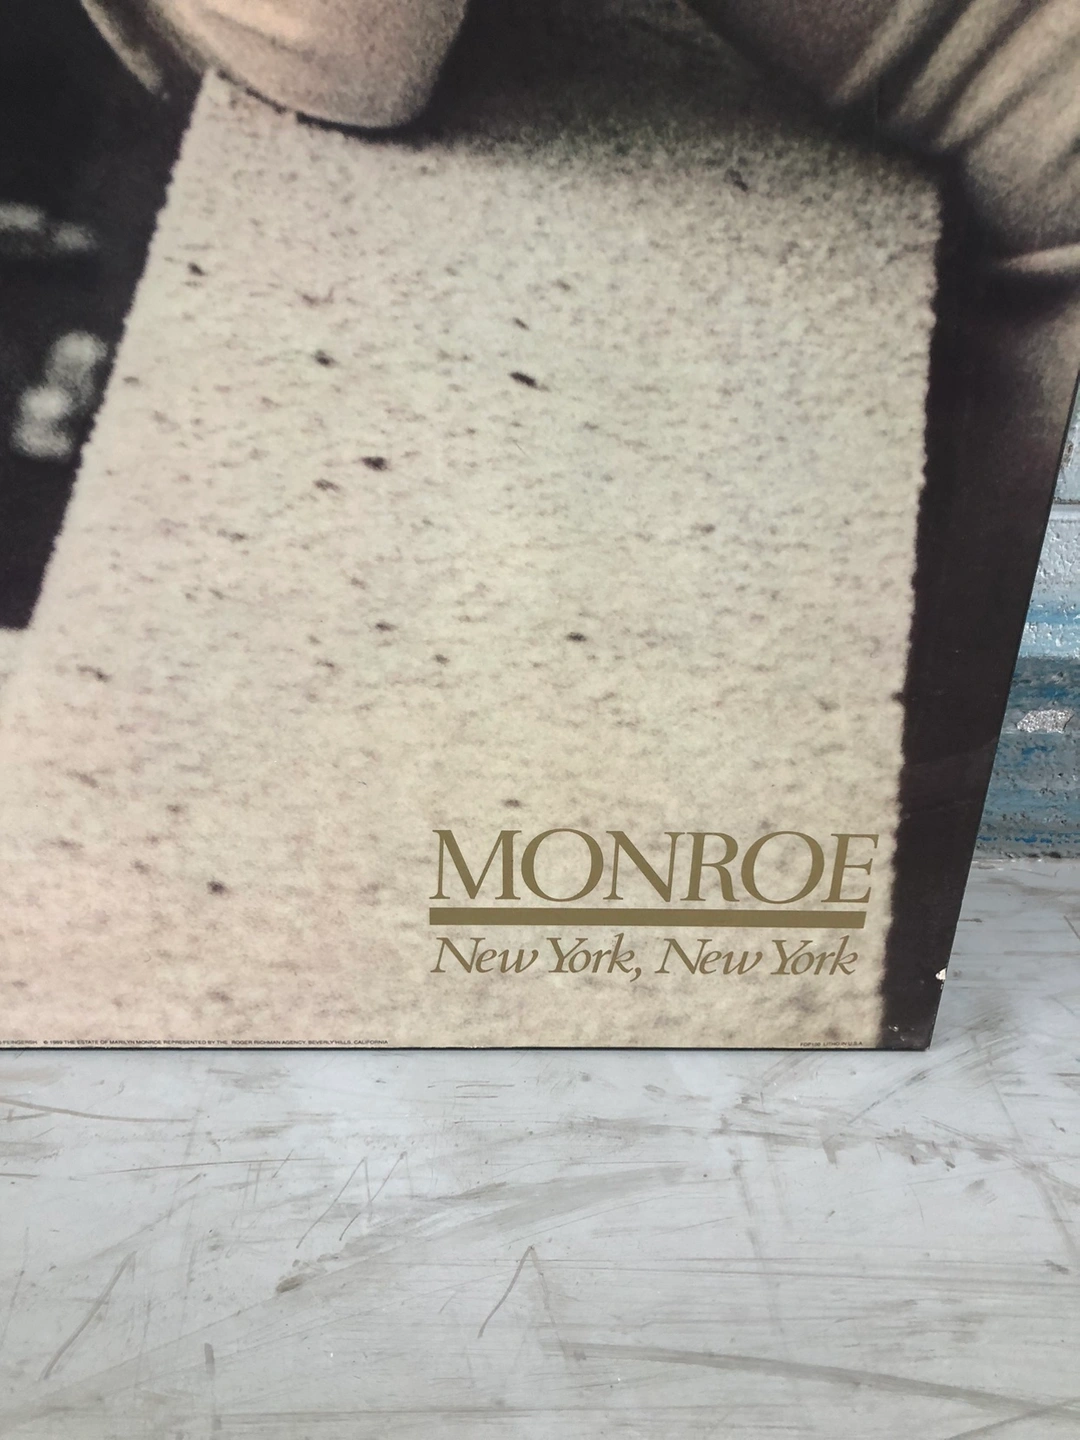 MONROE
New York, New York
THE ESTATE OF MARILYN MONROE REPRESENTED BY THE ROGER RICHMAN AGENCY, BEVERLY HILLS, CALIFORNIA